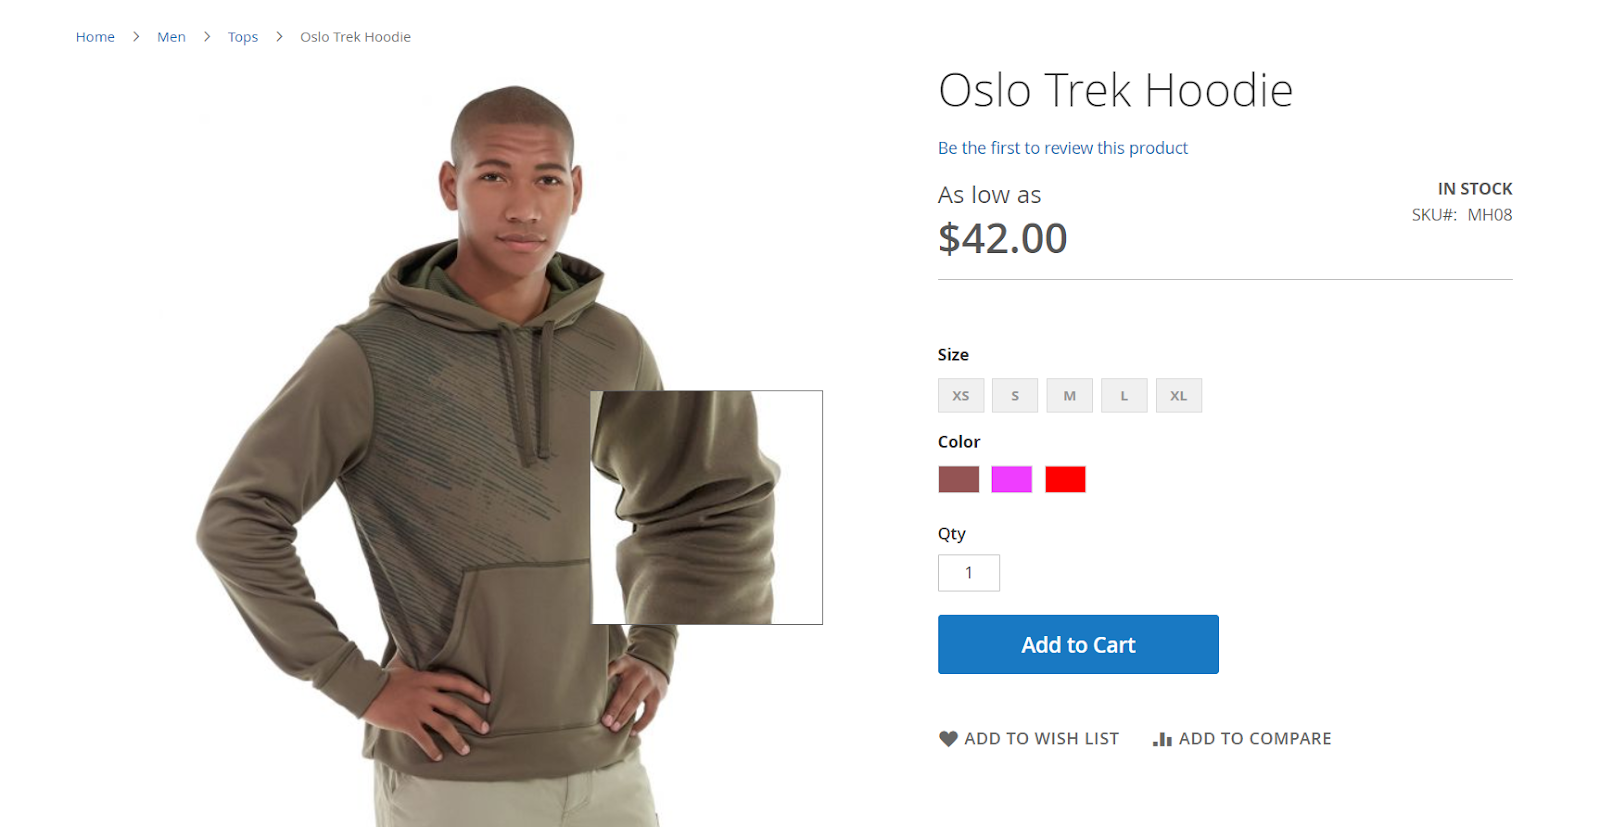 Home > Men > Tops > Oslo Trek Hoodie
Oslo Trek Hoodie
Be the first to review this product
As low as
$42.00
IN STOCK
SKU#: MH08
Size
XS S M L XL
Color
Qty
1
Add to Cart
ADD TO WISH LIST ADD TO COMPARE